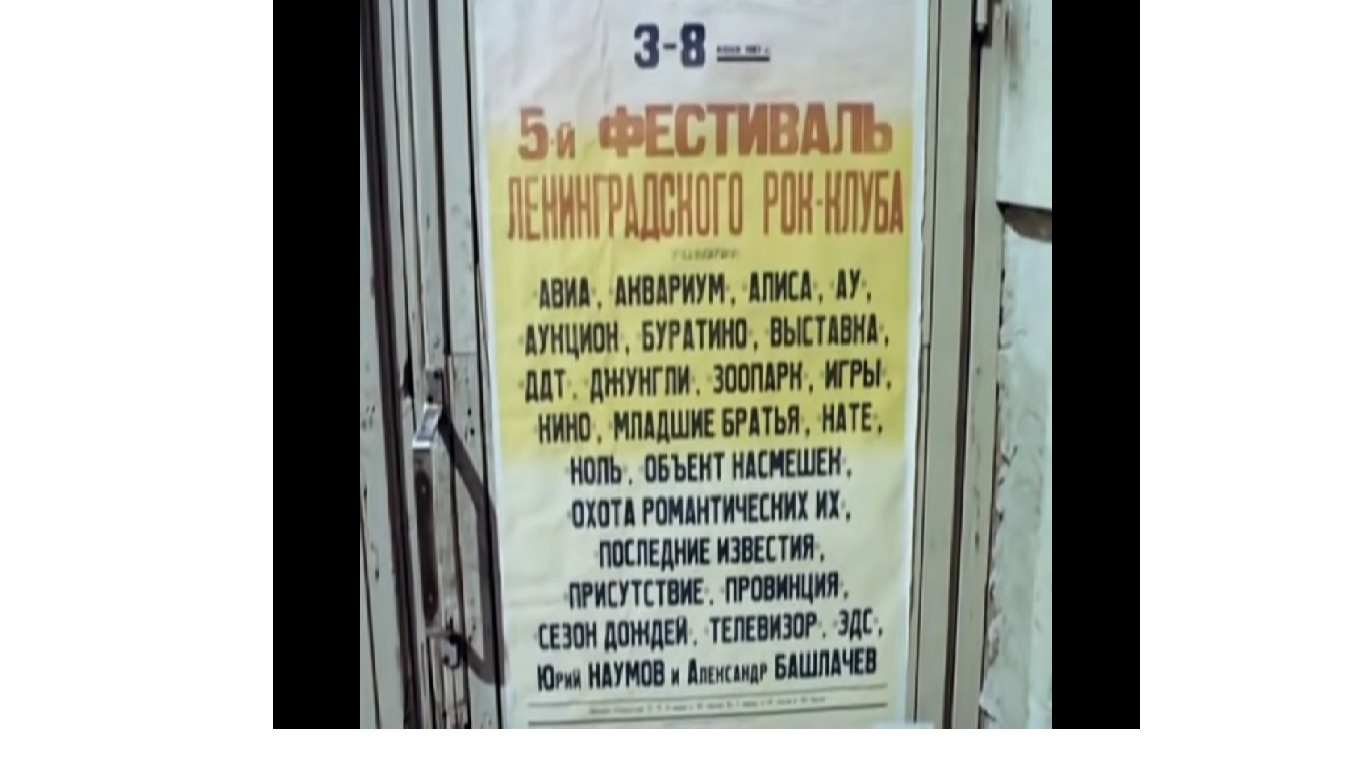 3-8 июня 1987 г.
5-й ФЕСТИВАЛЬ
ЛЕНИНГРАДСКОГО РОК-КЛУБА
"АВИА", "АКВАРИУМ", "АЛИСА", "АУ",
"АУКЦИОН", "БУРАТИНО", "ВЫСТАВКА",
"ДДТ", "ДЖУНГЛИ", "ЗООПАРК", "ИГРЫ",
"КИНО", "МЛАДШИЕ БРАТЬЯ", "НАТЕ",
"НОЛЬ", "ОБЪЕКТ НАСМЕШЕК",
"ОХОТА РОМАНТИЧЕСКИХ ИХ",
"ПОСЛЕДНИЕ ИЗВЕСТИЯ",
"ПРИСУТСТВИЕ", "ПРОВИНЦИЯ",
"СЕЗОН ДОЖДЕЙ", "ТЕЛЕВИЗОР", "ЭДС",
Юрий НАУМОВ и Александр БАШЛАЧЕВ